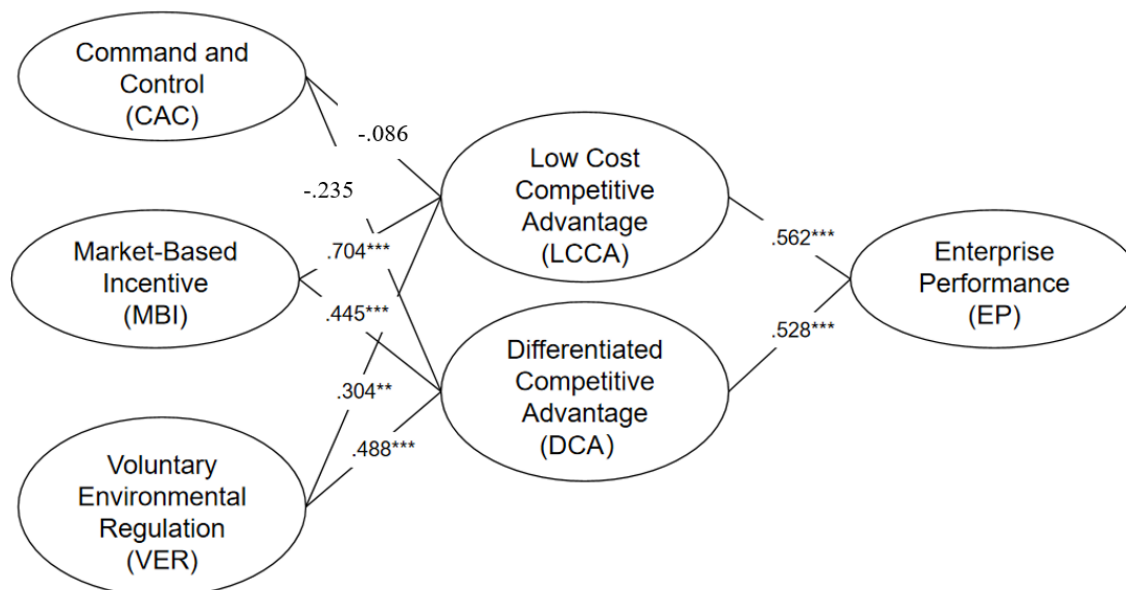 Command and
Control
(CAC)
-.086
-.235
Low Cost
Competitive
Advantage
(LCCA)
Market-Based
Incentive
(MBI)
.704***
.445***
.562***
Enterprise
Performance
(EP)
.528***
Differentiated
Competitive
Advantage
(DCA)
.304**
.488***
Voluntary
Environmental
Regulation
(VER)